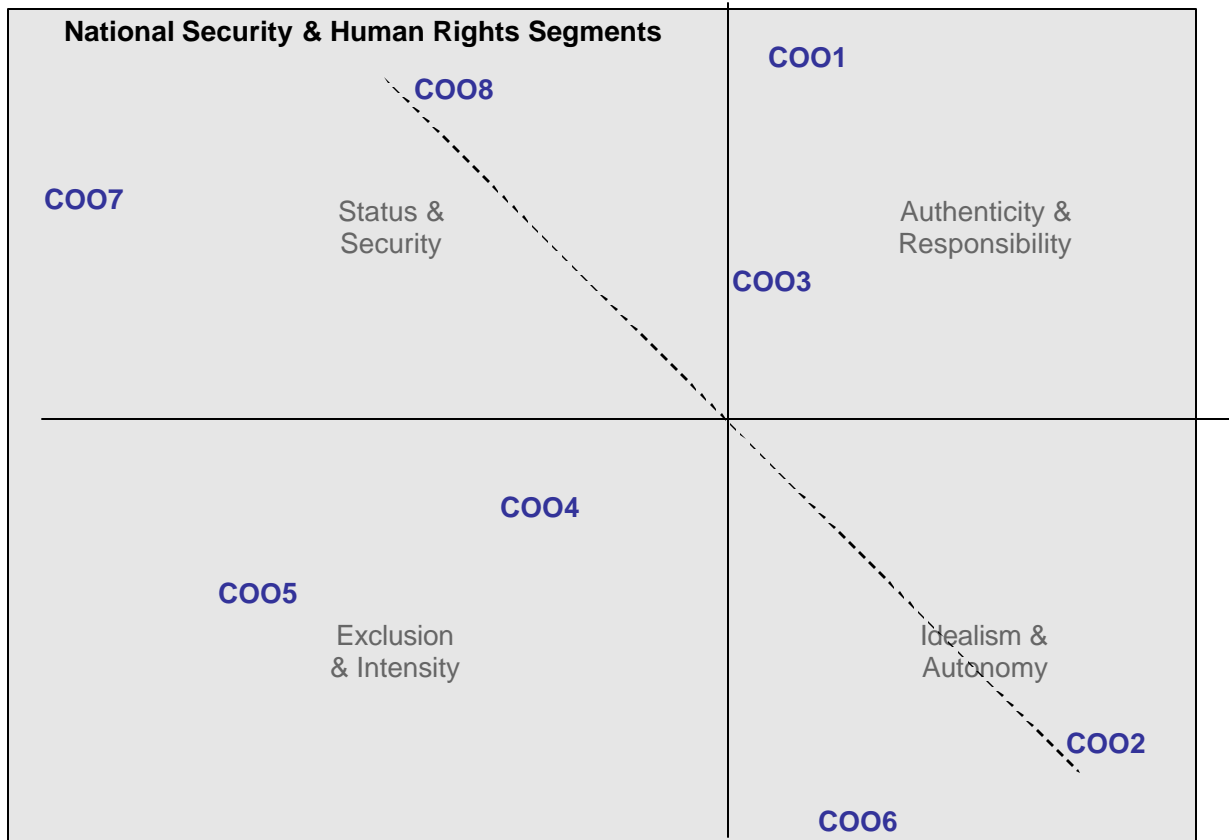 National Security & Human Rights Segments
COO1
COO8
COO7
Status &
Security
Authenticity &
Responsibility
COO3
COO4
COO5
Exclusion
& Intensity
Idealism &
Autonomy
COO2
COO6